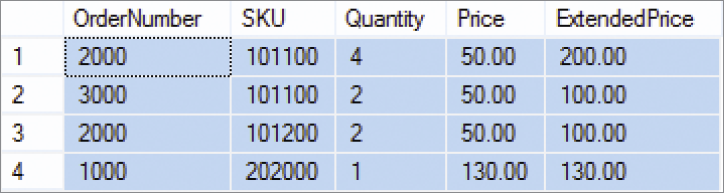 OrderNumber SKU Quantity Price ExtendedPrice
1 2000 101100 4 50.00 200.00
2 3000 101100 2 50.00 100.00
3 2000 101200 2 50.00 100.00
4 1000 202000 1 130.00 130.00